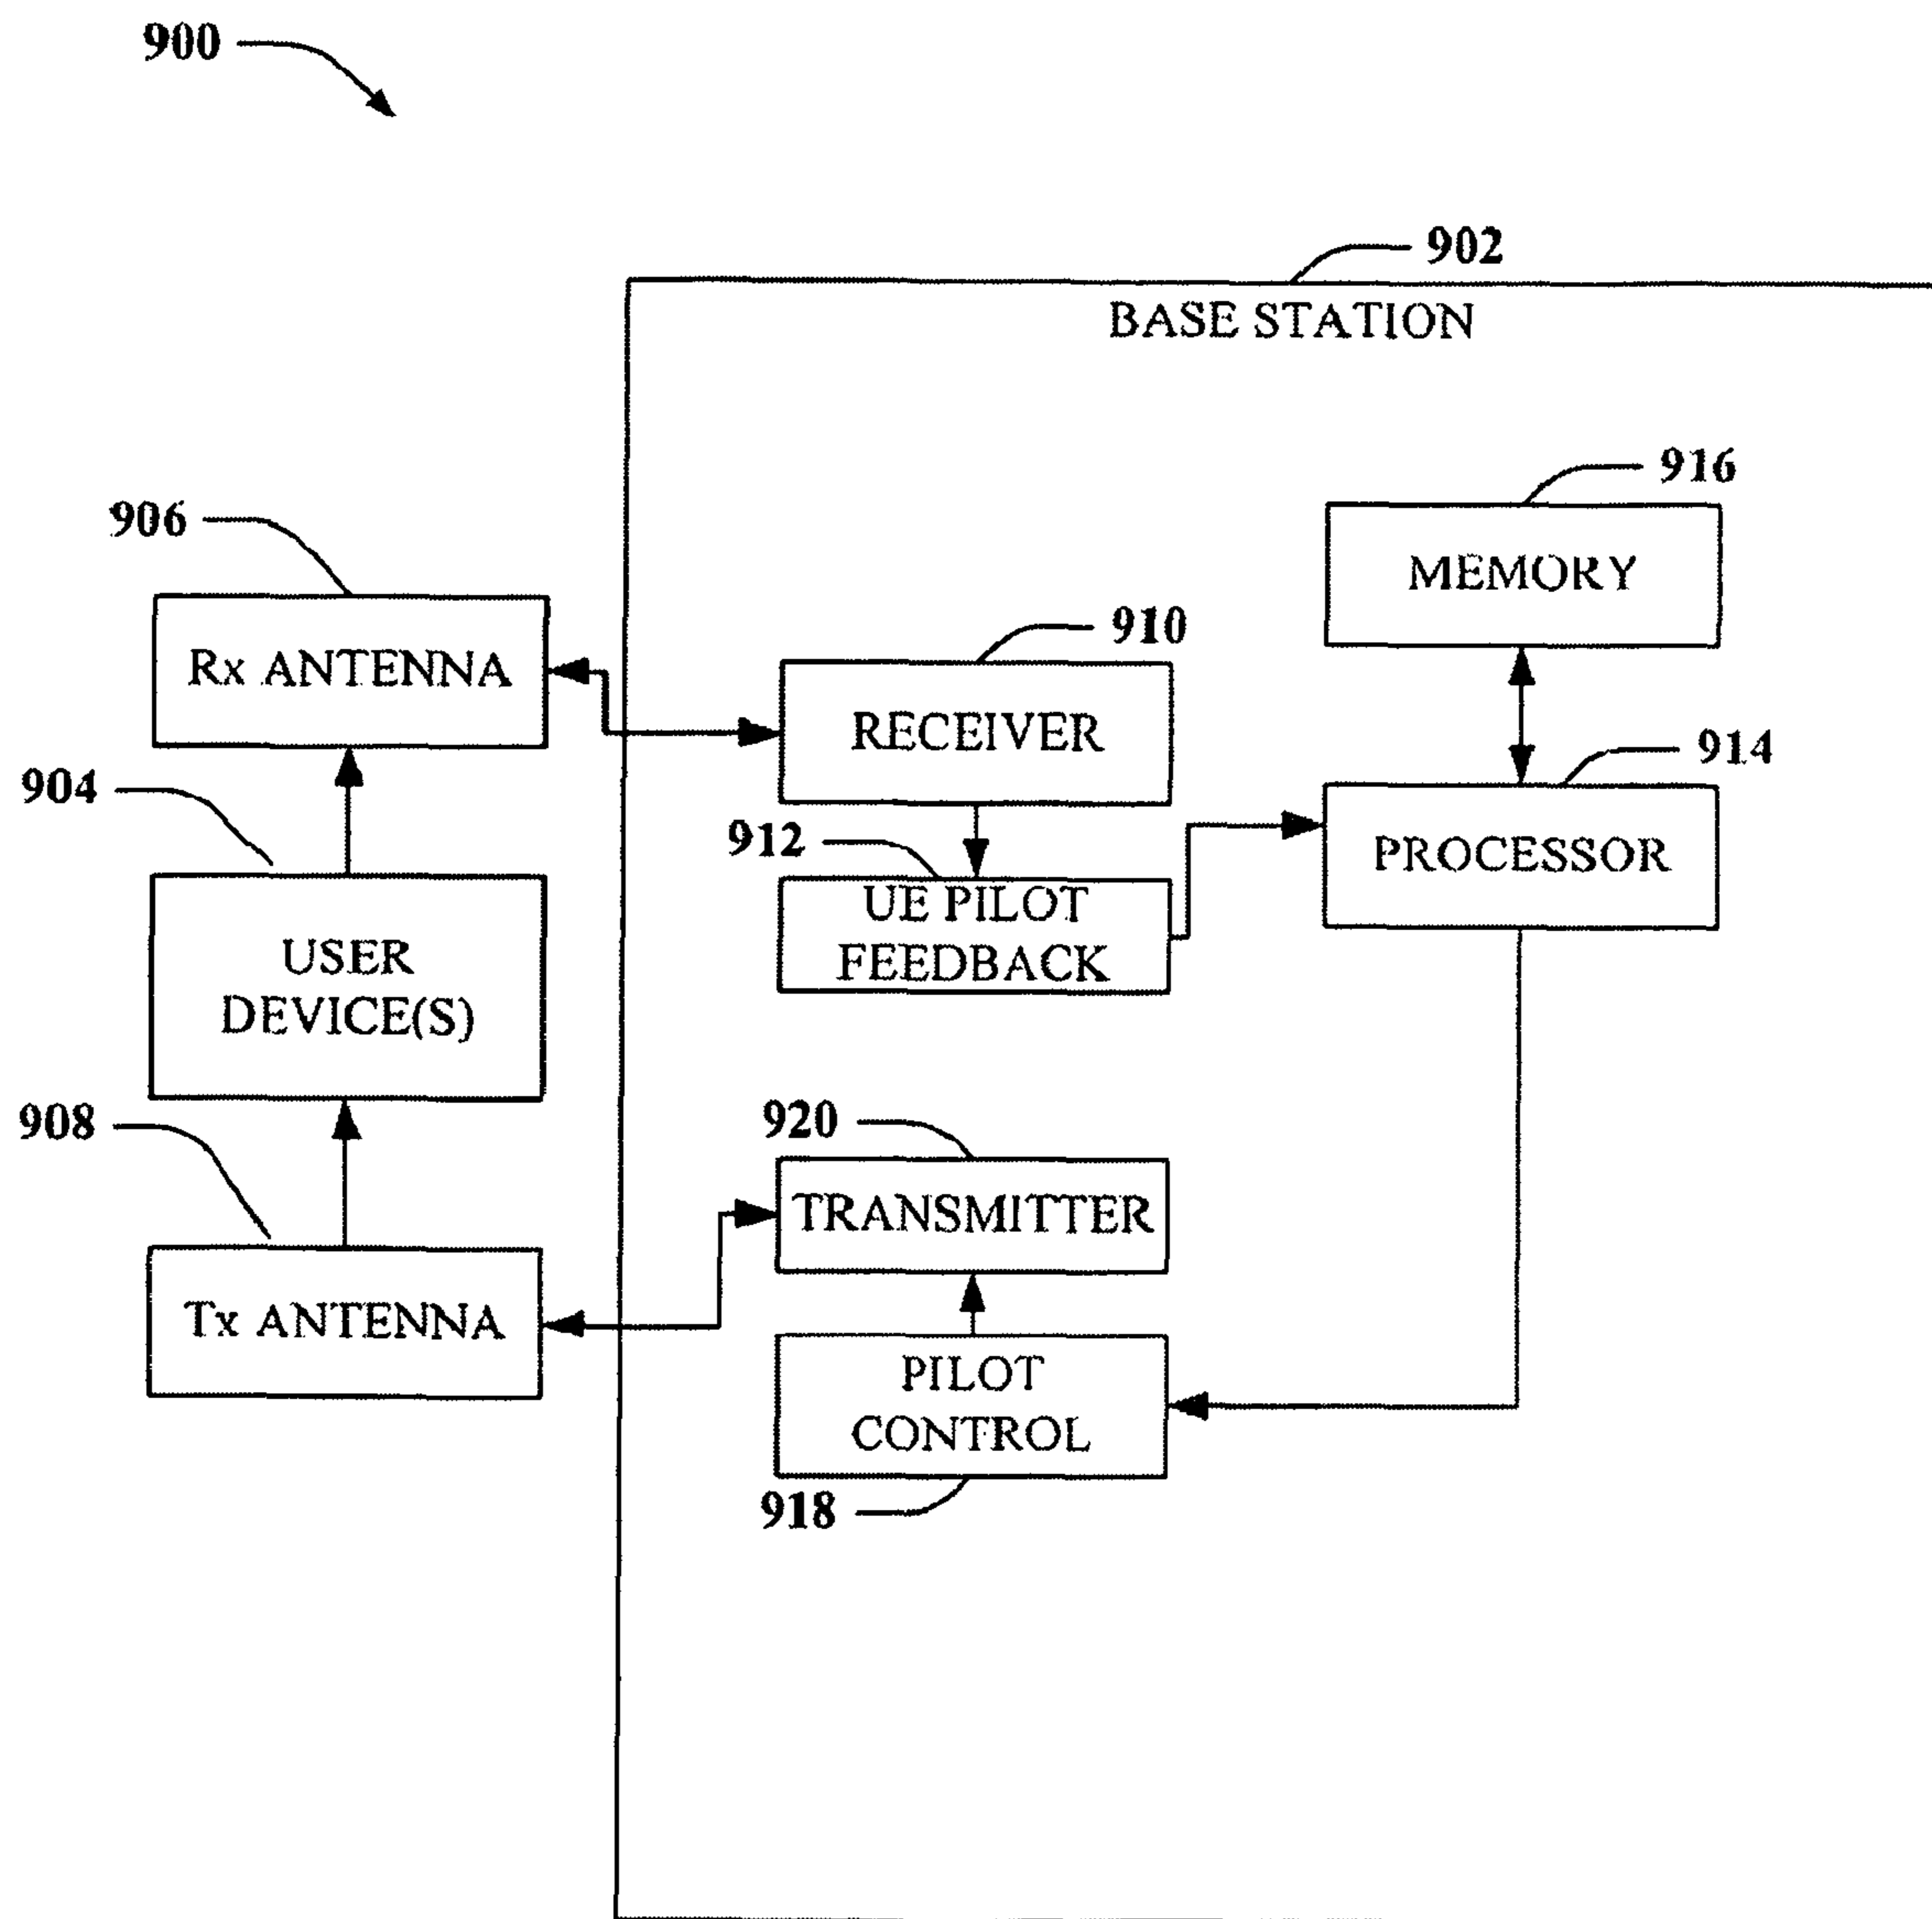 900
902
BASE STATION
916
MEMORY
906
Rx ANTENNA
910
RECEIVER
914
PROCESSOR
904
USER
DEVICE(S)
912
UE PILOT
FEEDBACK
908
Tx ANTENNA
920
TRANSMITTER
PILOT
CONTROL
918